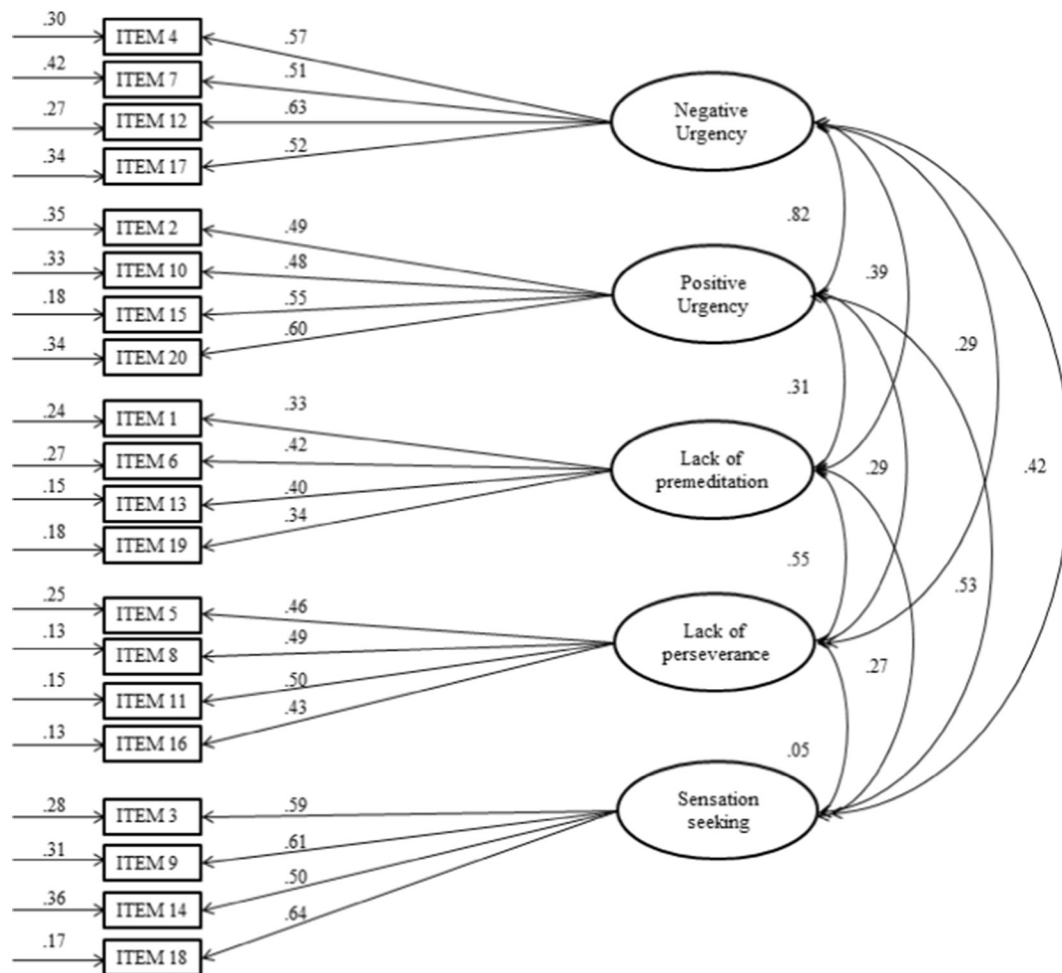 .30
ITEM 4
.57
.42
ITEM 7
.51
.27
ITEM 12
.63
.34
ITEM 17
.52
Negative
Urgency
.82
.35
ITEM 2
.49
.33
ITEM 10
.48
.18
ITEM 15
.55
.34
ITEM 20
.60
Positive
Urgency
.39
.29
.31
.24
ITEM 1
.33
.27
ITEM 6
.42
.15
ITEM 13
.40
.18
ITEM 19
.34
Lack of
premeditation
.29
.42
.55
.25
ITEM 5
.46
.13
ITEM 8
.49
.15
ITEM 11
.50
.13
ITEM 16
.43
Lack of
perseverance
.53
.27
.05
.28
ITEM 3
.59
.31
ITEM 9
.61
.36
ITEM 14
.50
.17
ITEM 18
.64
Sensation
seeking